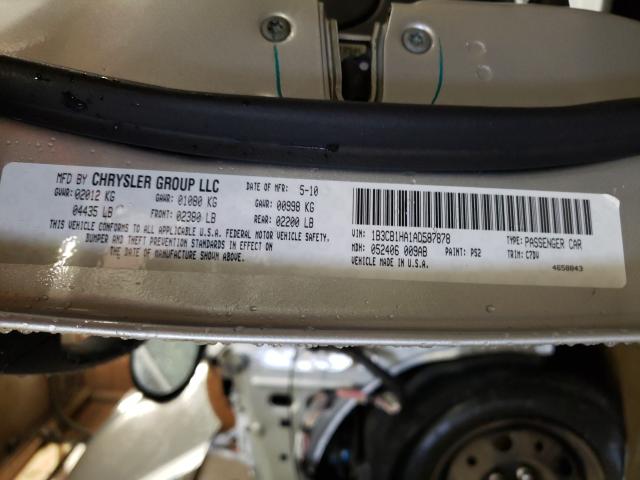 MFD BY CHRYSLER GROUP LLC DATE OF MFR: 5-10
GVWR: 02012 KG GAWR: 01080 KG GAWR: 00998 KG
04435 LB FRONT: 02380 LB REAR: 02200 LB
THIS VEHICLE CONFORMS TO ALL APPLICABLE U.S.A. FEDERAL MOTOR VEHICLE SAFETY,
BUMPER AND THEFT PREVENTION STANDARDS IN EFFECT ON
THE DATE OF MANUFACTURE SHOWN ABOVE.
VIN: 1B3CB1HA1AD587878 TYPE: PASSENGER CAR
MDH: 052406 009AB PAINT: PS2 TRIM: C7DV
VEHICLE MADE IN U.S.A. 4658043